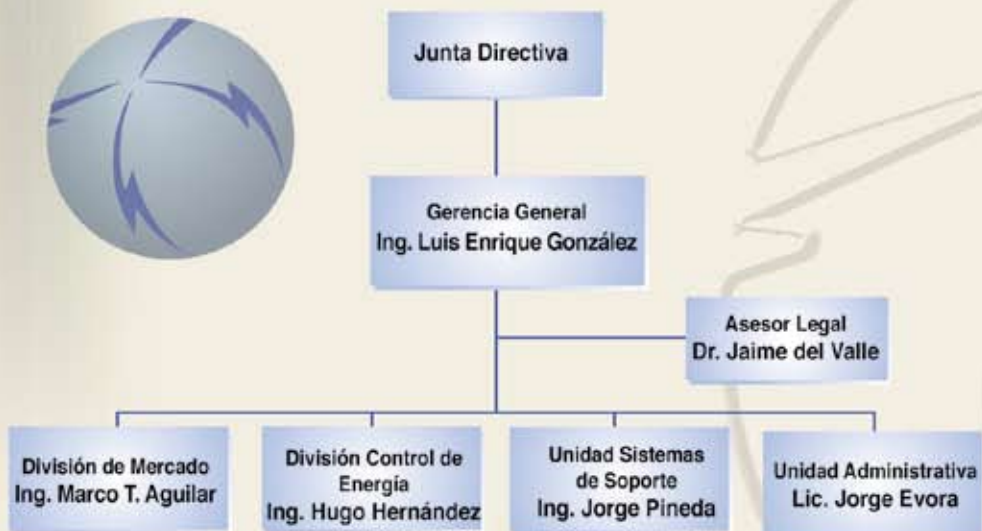 Junta Directiva
Gerencia General
Ing. Luis Enrique González
Asesor Legal
Dr. Jaime del Valle
División de Mercado
Ing. Marco T. Aguilar
División Control de
Energía
Ing. Hugo Hernández
Unidad Sistemas
de Soporte
Ing. Jorge Pineda
Unidad Administrativa
Lic. Jorge Evora